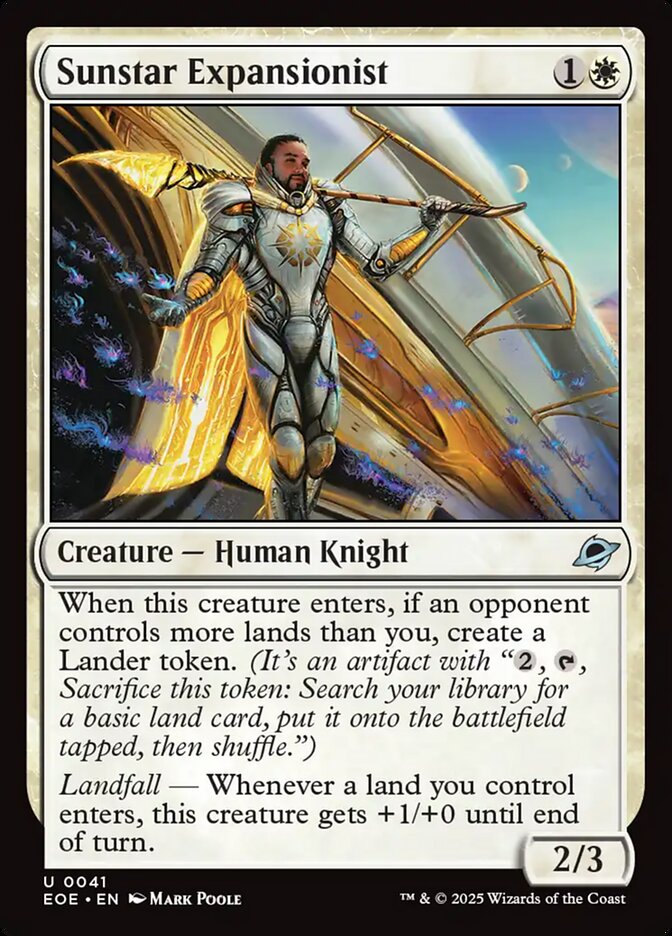 Sunstar Expansionist 1
Creature — Human Knight
When this creature enters, if an opponent
controls more lands than you, create a
Lander token. (It's an artifact with “2, ,
Sacrifice this token: Search your library for
a basic land card, put it onto the battlefield
tapped, then shuffle.”)
Landfall — Whenever a land you control
enters, this creature gets +1/+0 until end
of turn.
2/3
U 0041
EOE • EN Mark Poole
™ & © 2025 Wizards of the Coast